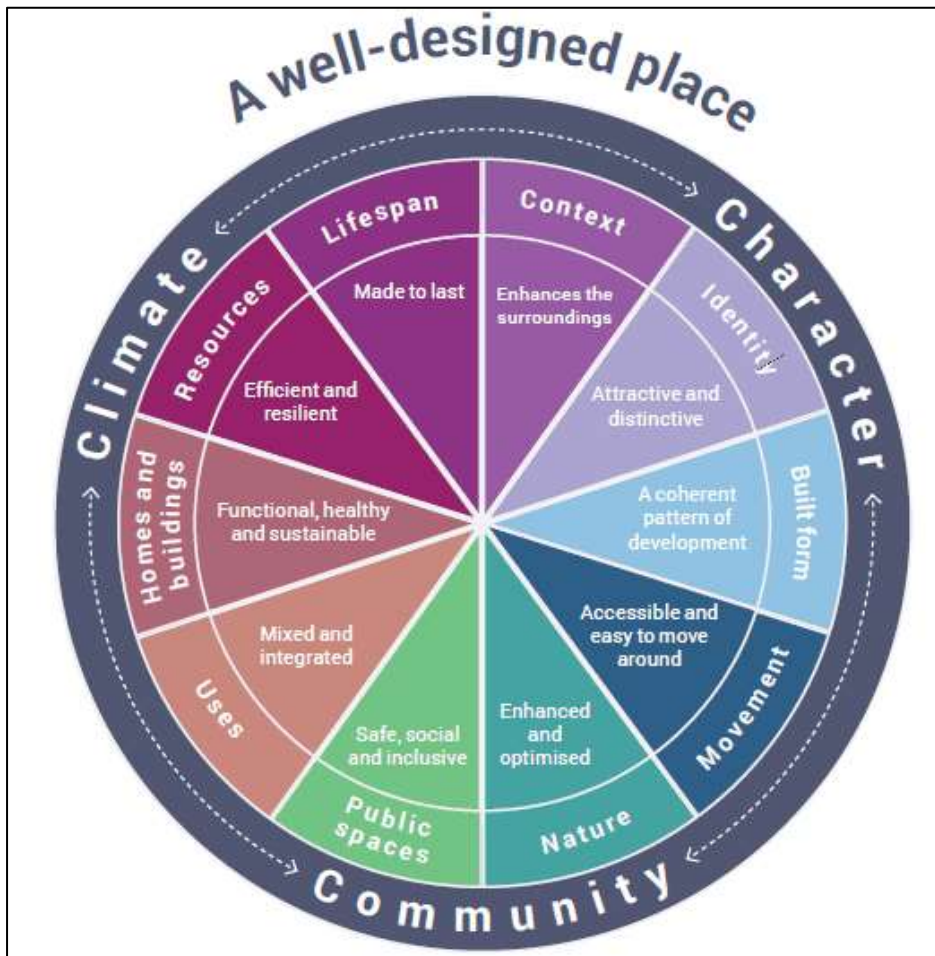 A well-designed place
Climate
Character
Community
Context
Enhances the
surroundings
Identity
Attractive and
distinctive
Built form
A coherent
pattern of
development
Movement
Accessible and
easy to move
around
Nature
Enhanced
and
optimised
Public
spaces
Safe, social
and inclusive
Uses
Mixed and
integrated
Homes and
buildings
Functional, healthy
and sustainable
Resources
Efficient and
resilient
Lifespan
Made to last